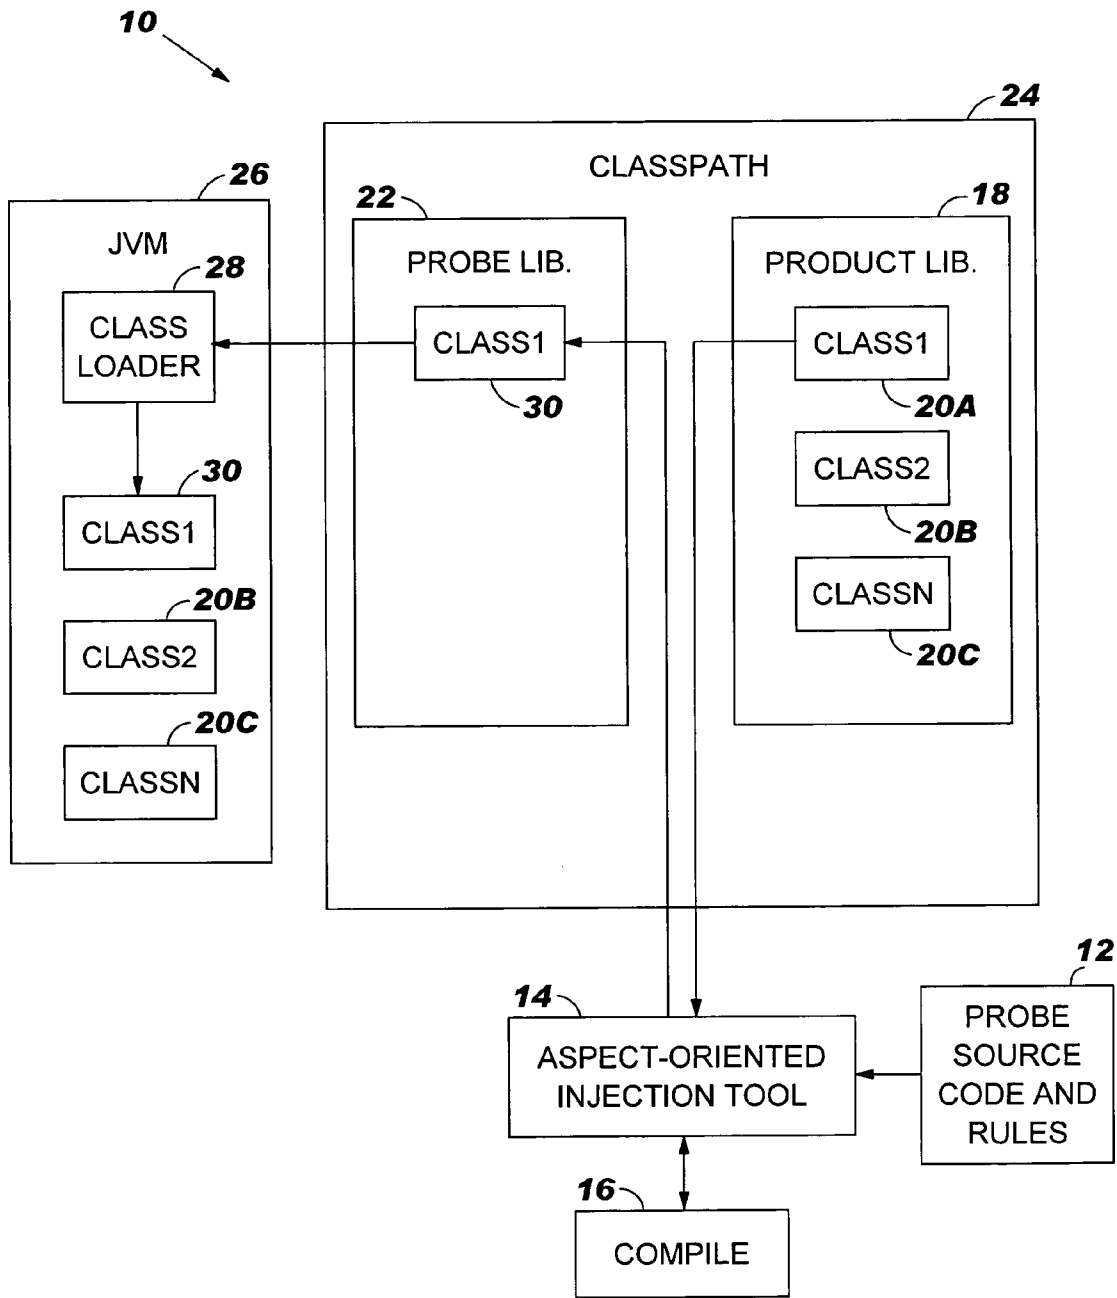 10
24
CLASSPATH
26
JVM
28
CLASS
LOADER
30
CLASS1
20B
CLASS2
20C
CLASSN
22
PROBE LIB.
CLASS1
30
18
PRODUCT LIB.
CLASS1
20A
CLASS2
20B
CLASSN
20C
14
ASPECT-ORIENTED
INJECTION TOOL
12
PROBE
SOURCE
CODE AND
RULES
16
COMPILE